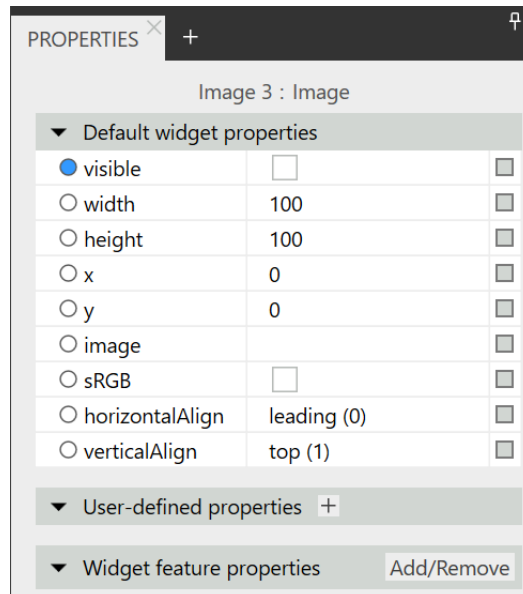 PROPERTIES
Image 3 : Image
Default widget properties
visible
width 100
height 100
x 0
y 0
image
sRGB
horizontalAlign leading (0)
verticalAlign top (1)
User-defined properties +
Widget feature properties Add/Remove